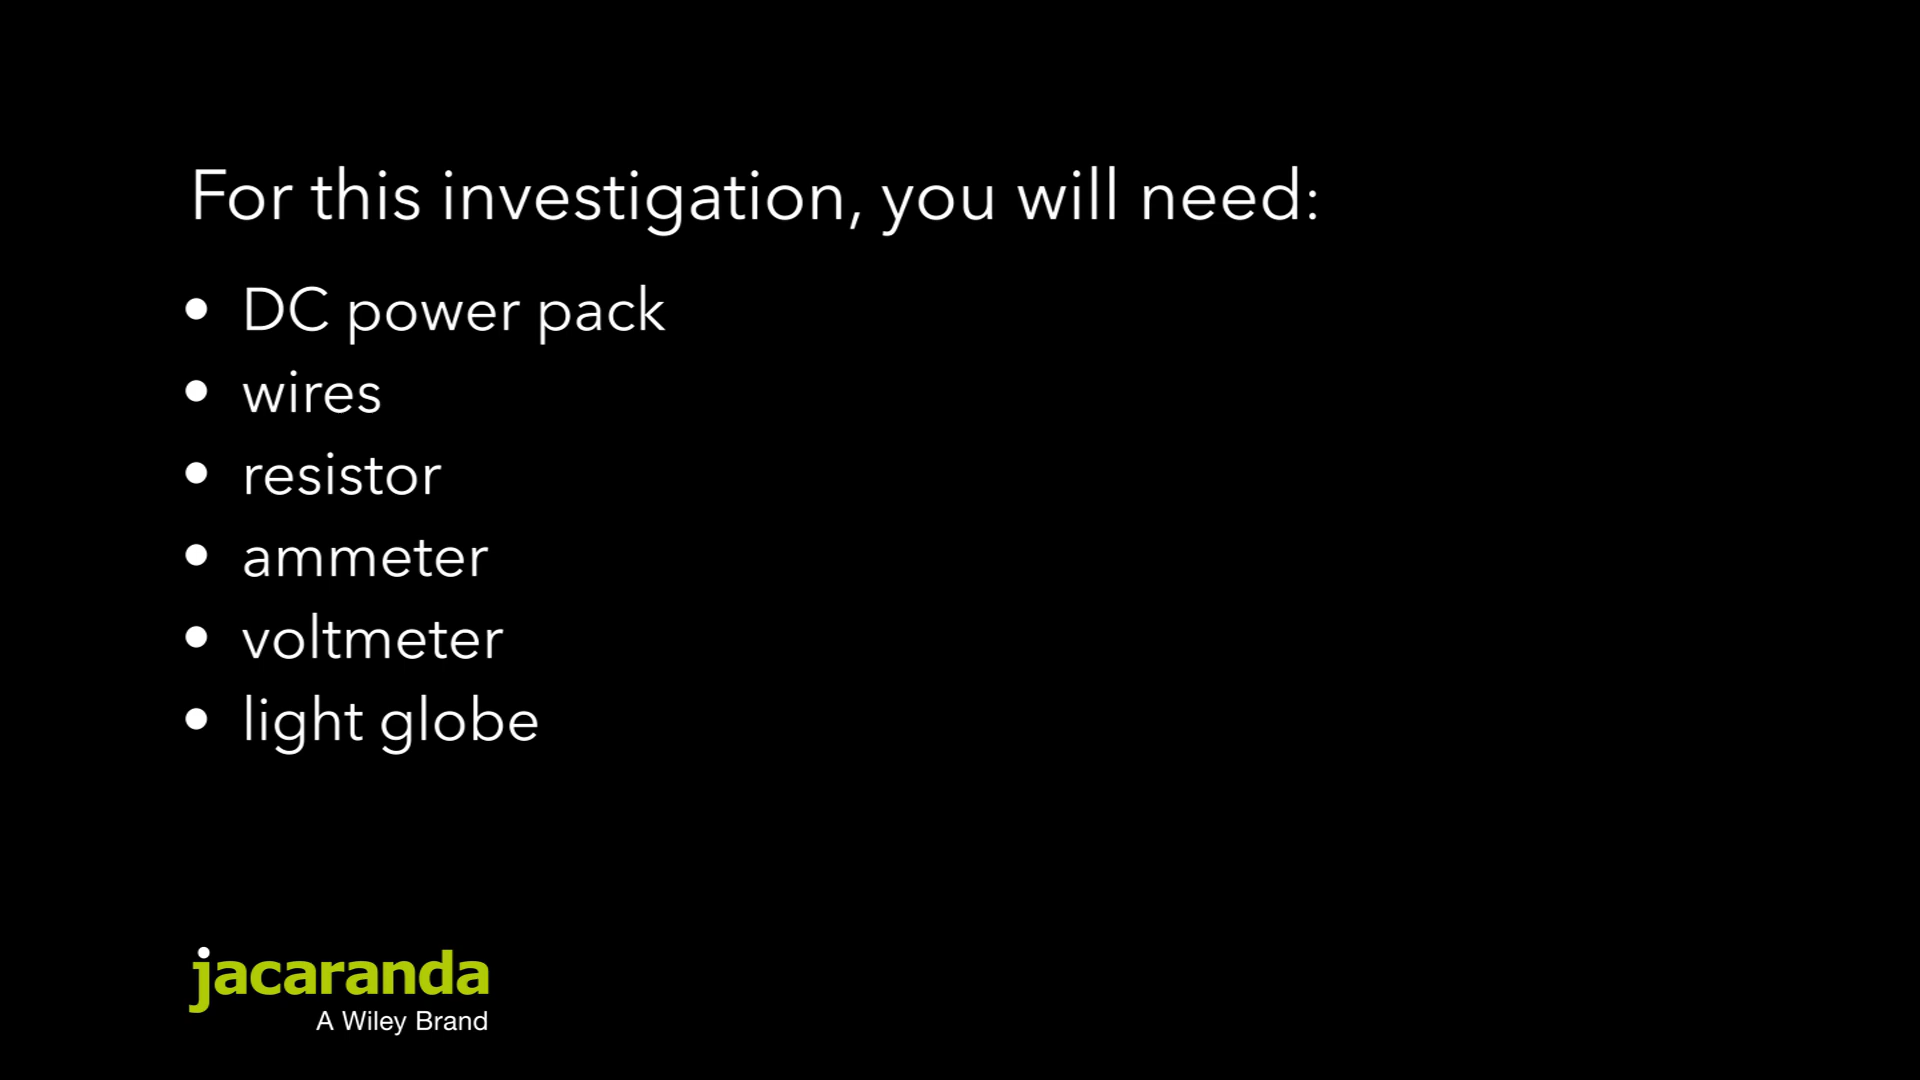 For this investigation, you will need:
• DC power pack
• wires
• resistor
• ammeter
• voltmeter
• light globe
jacaranda
A Wiley Brand